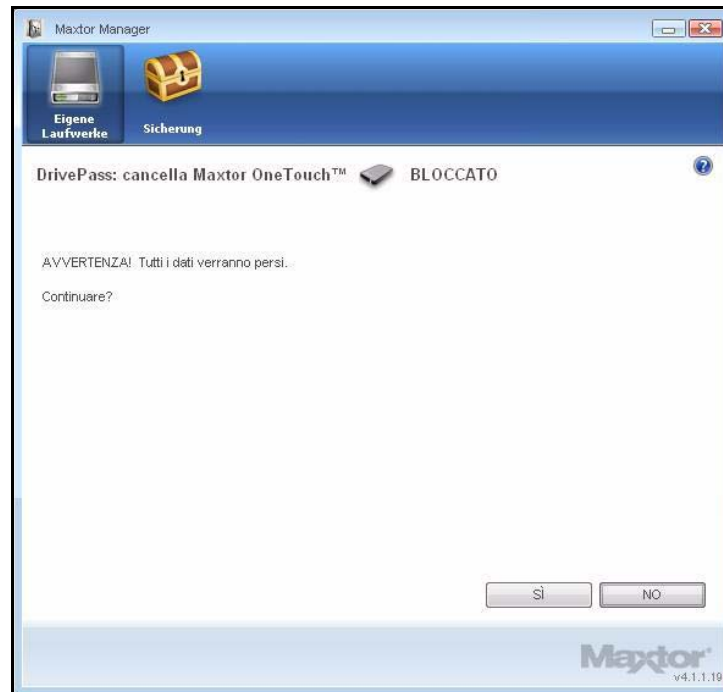 Maxtor Manager
Eigene
Laufwerke
Sicherung
DrivePass: cancella Maxtor OneTouch™ BLOCCATO
AVVERTENZA! Tutti i dati verranno persi.
Continuare?
SÌ NO
Maxtor
v4.1.1.19